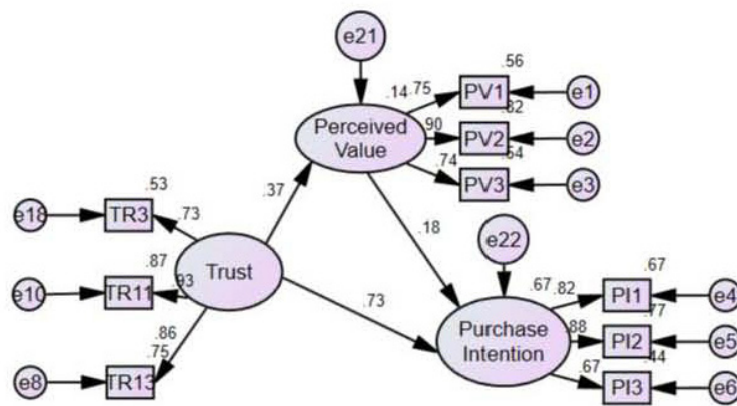 e21
.56
.14
.75
PV1
e1
.82
Perceived
Value
.90
PV2
e2
.54
.74
PV3
e3
.53
.37
e18
TR3
.73
.18
e22
.87
Trust
.67
.82
.67
PI1
e4
e10
TR11
.93
.73
.77
Purchase
Intention
.88
PI2
e5
.86
.44
.75
.67
PI3
e6
e8
TR13